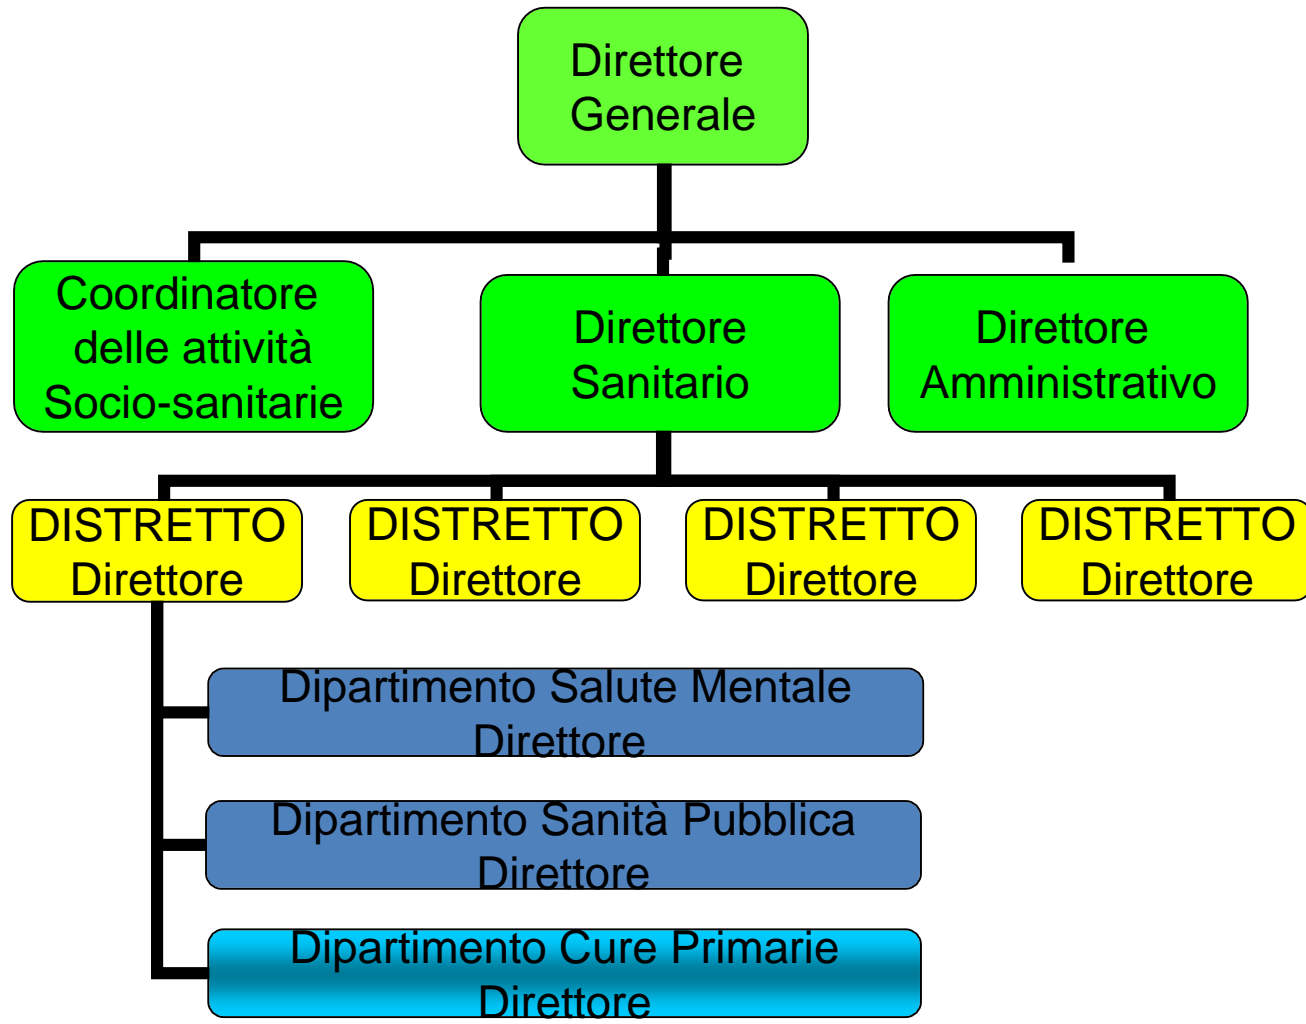 Direttore
Generale
Coordinatore
delle attività
Socio-sanitarie
Direttore
Sanitario
Direttore
Amministrativo
DISTRETTO
Direttore
DISTRETTO
Direttore
DISTRETTO
Direttore
DISTRETTO
Direttore
Dipartimento Salute Mentale
Direttore
Dipartimento Sanità Pubblica
Direttore
Dipartimento Cure Primarie
Direttore